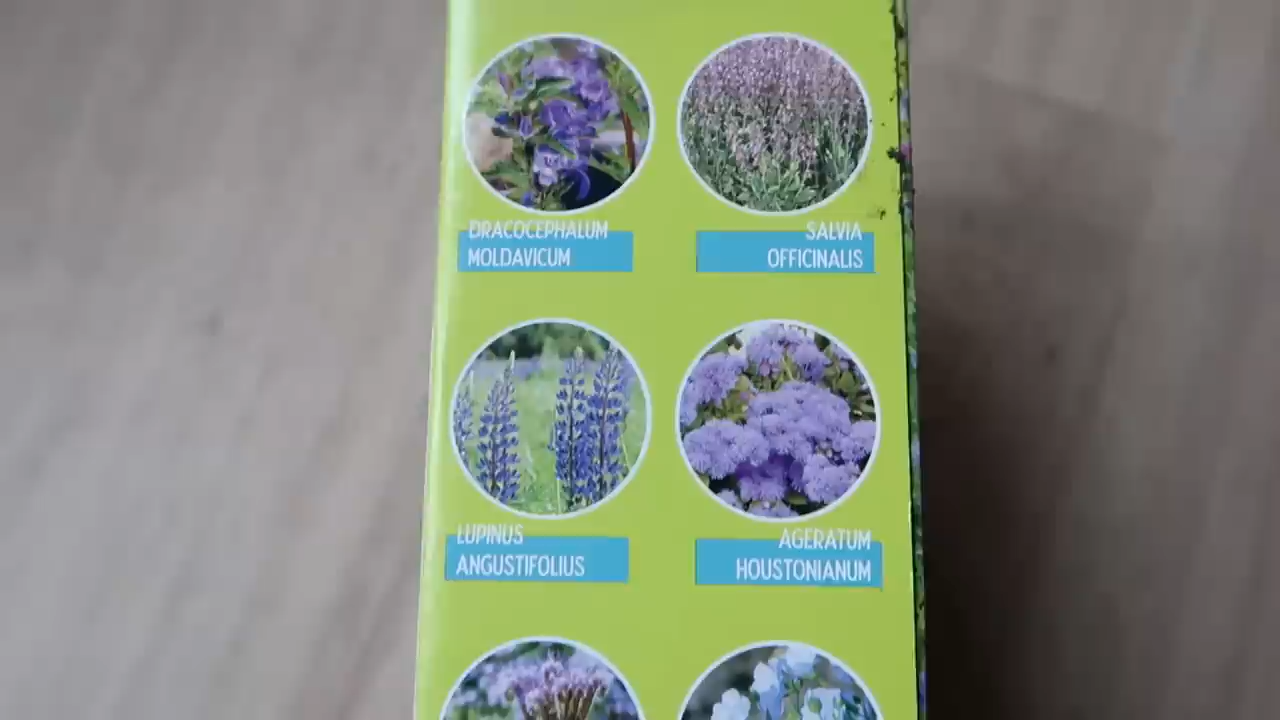 DRACOCEPHALUM
MOLDAVICUM
SALVIA
OFFICINALIS
LUPINUS
ANGUSTIFOLIUS
AGERATUM
HOUSTONIANUM